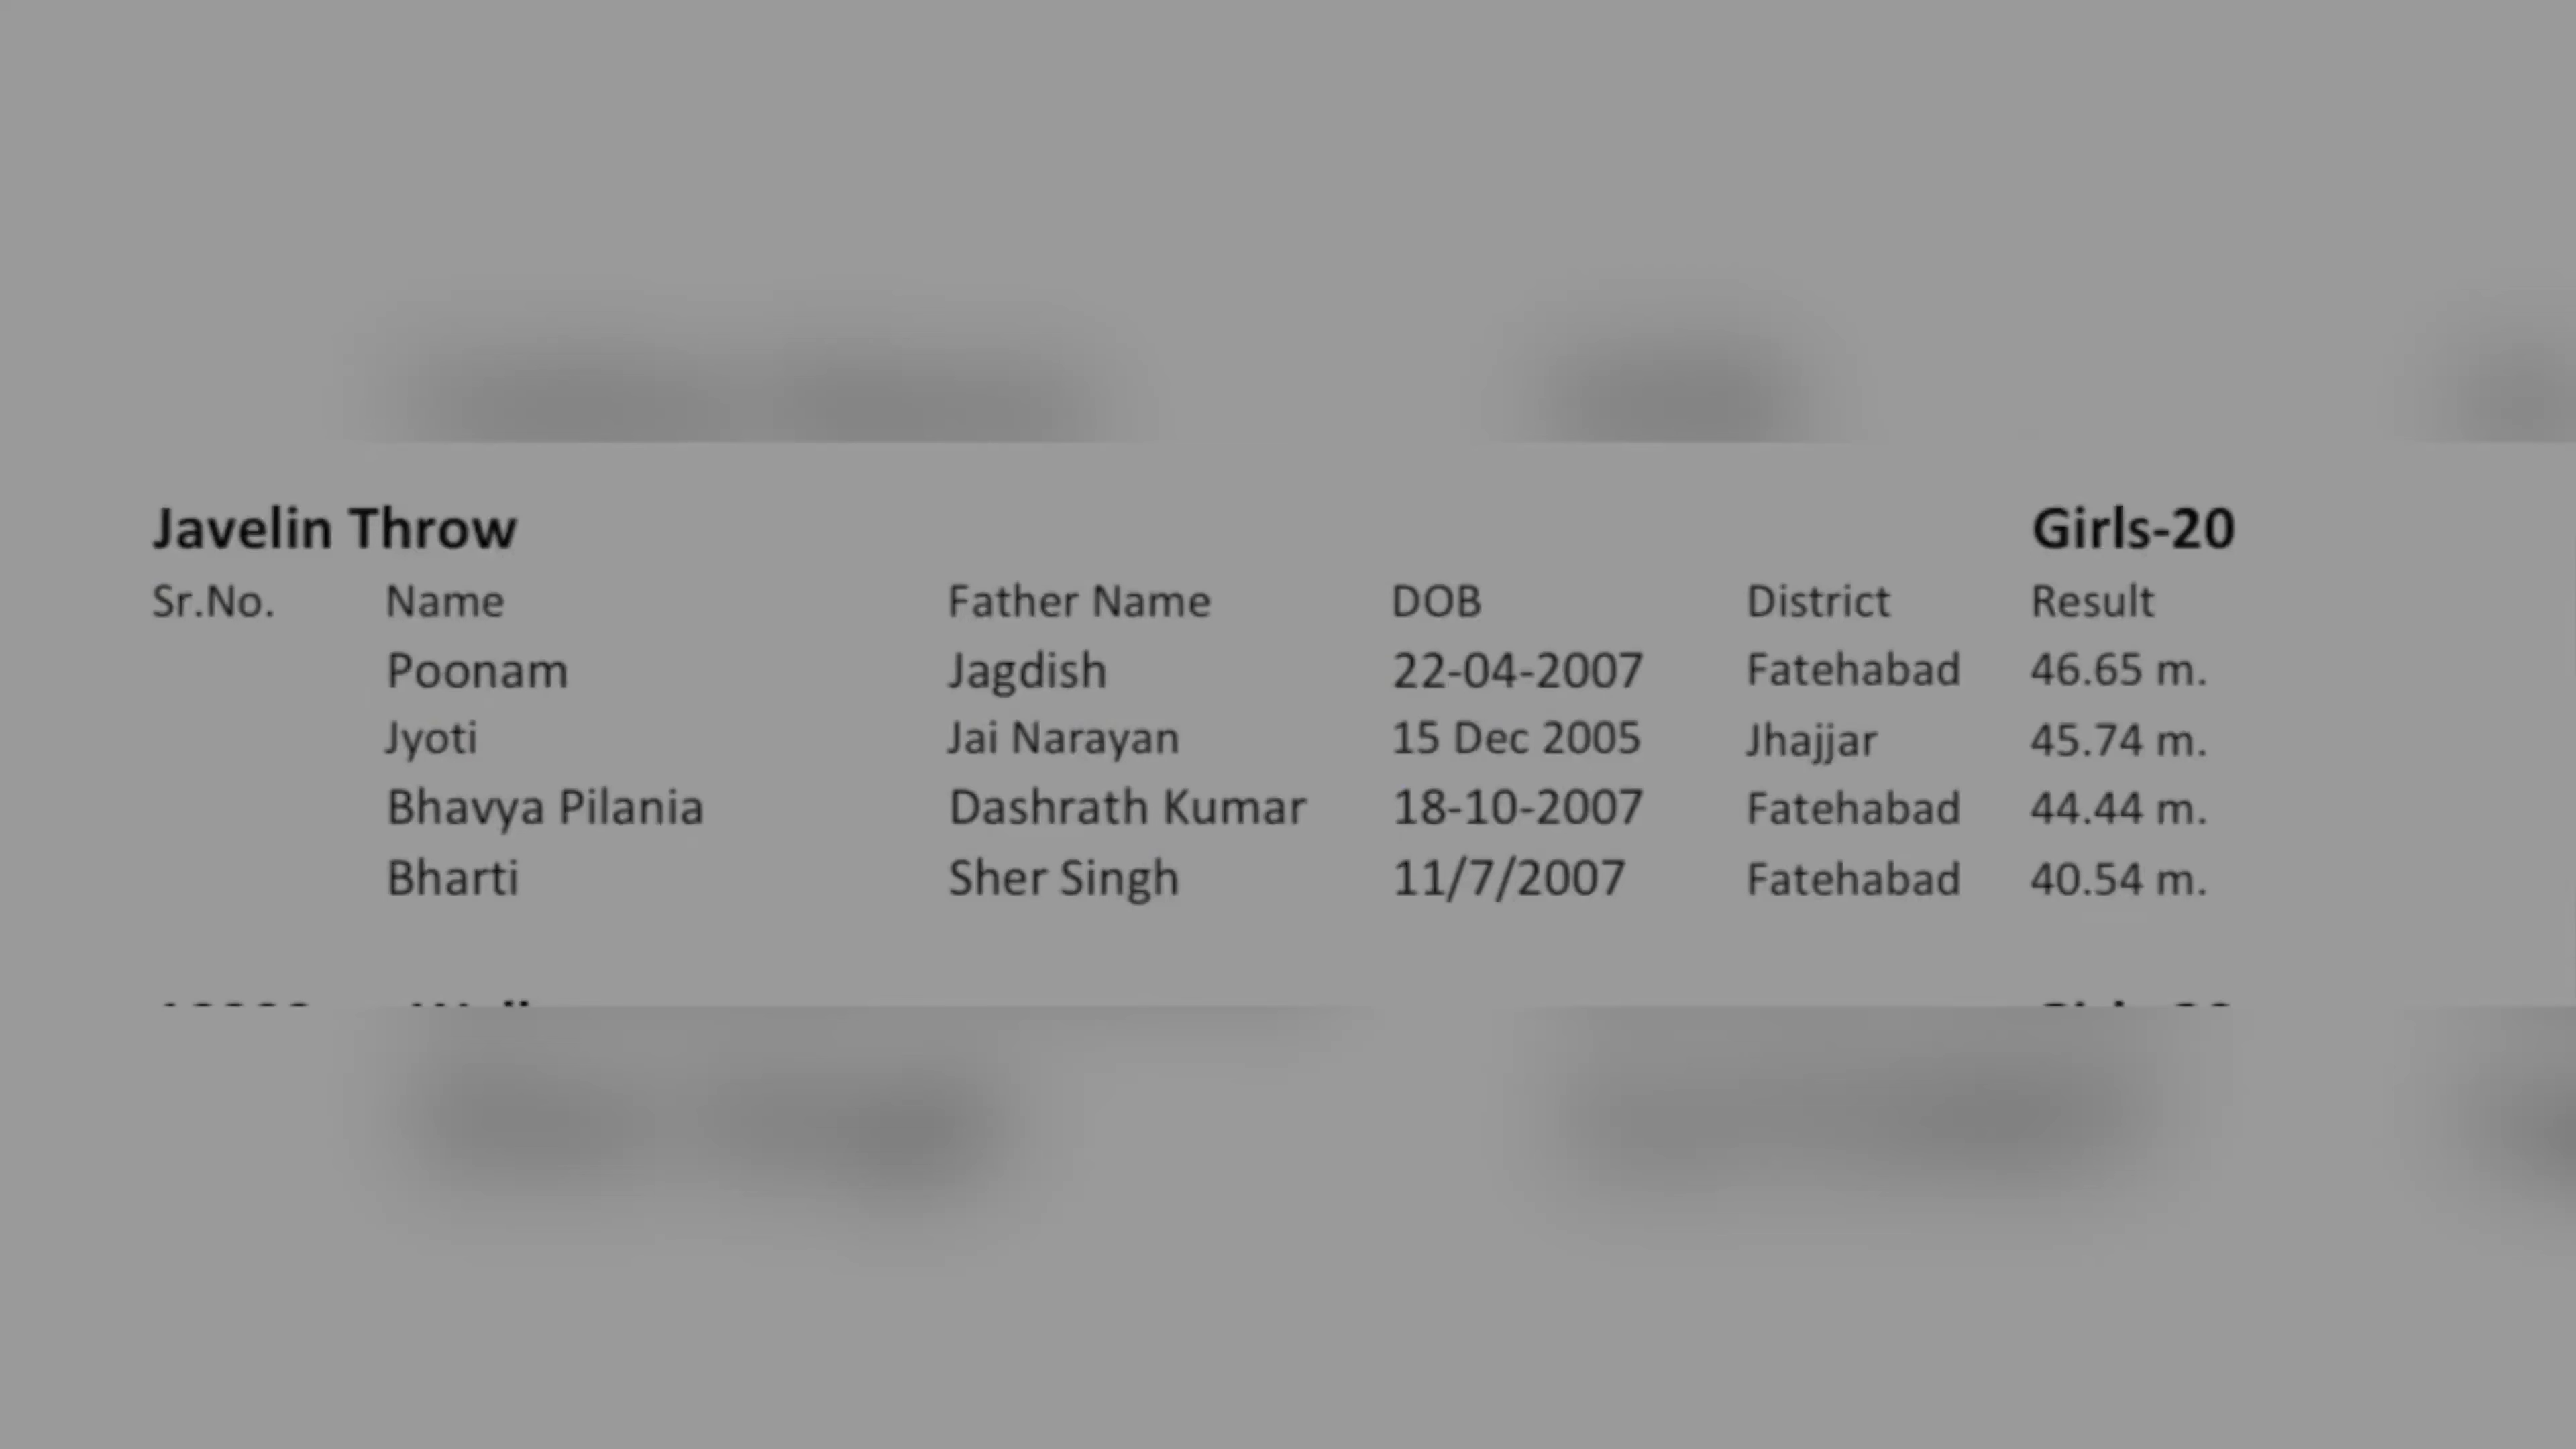 Javelin Throw Girls-20
Sr.No. Name Father Name DOB District Result
Poonam Jagdish 22-04-2007 Fatehabad 46.65 m.
Jyoti Jai Narayan 15 Dec 2005 Jhajjar 45.74 m.
Bhavya Pilania Dashrath Kumar 18-10-2007 Fatehabad 44.44 m.
Bharti Sher Singh 11/7/2007 Fatehabad 40.54 m.